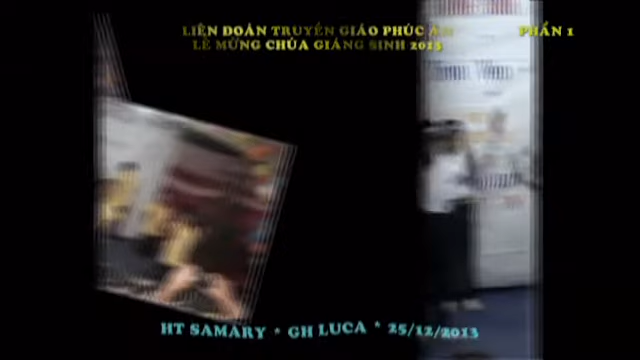 LIÊN ĐOÀN TRUYỀN GIÁO PHÚC ÂM
LỄ MỪNG CHÚA GIÁNG SINH 2013
PHẦN 1
HT SAMARY * GH LUCA * 25/12/2013